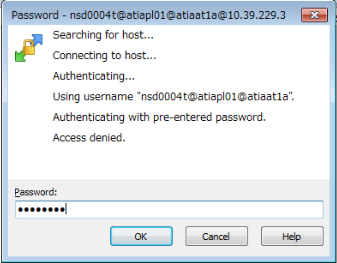 Password - nsd0004t@atiapl01@atiaat1a@10.39.229.3
Searching for host...
Connecting to host...
Authenticating...
Using username "nsd0004t@atiapl01@atiaat1a".
Authenticating with pre-entered password.
Access denied.
Password:
●●●●●●●●
OK
Cancel
Help